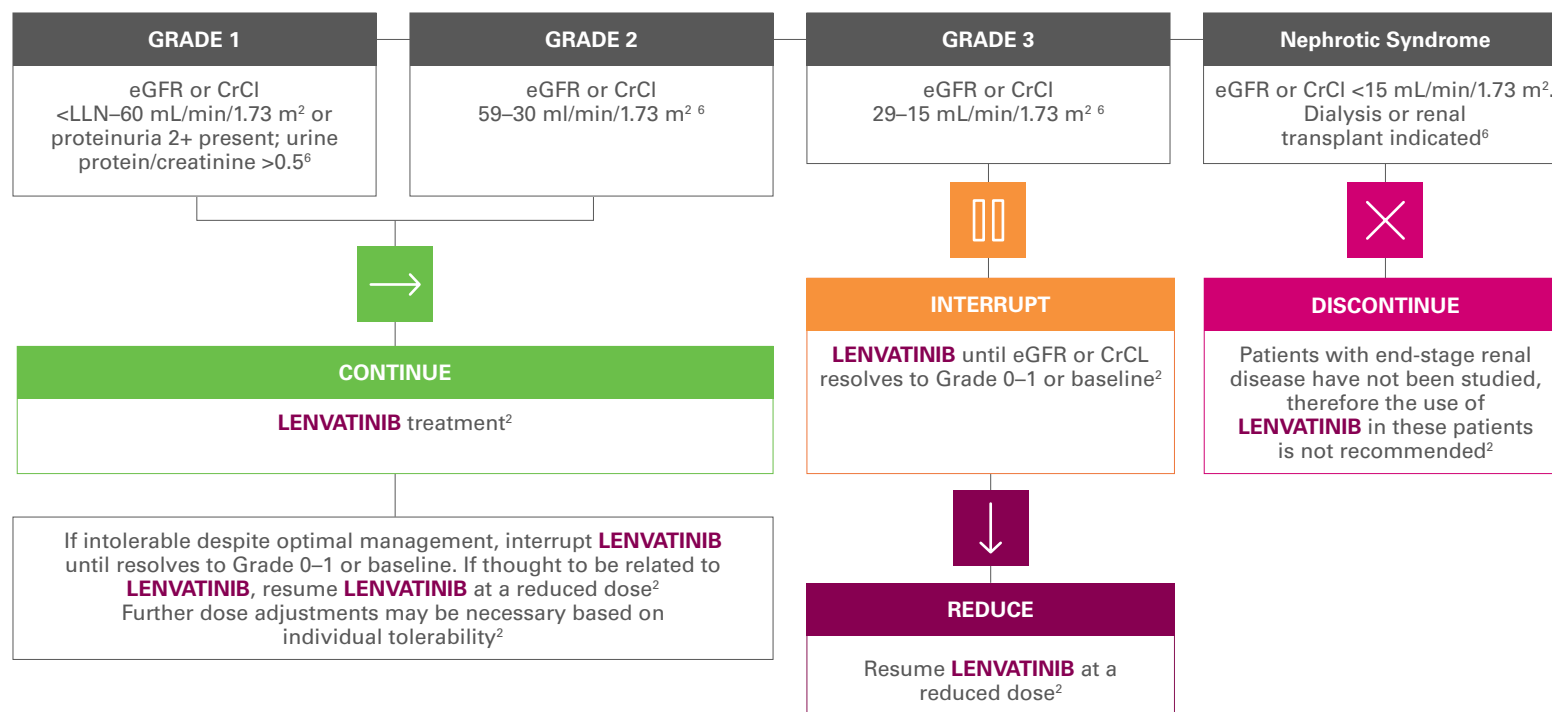 GRADE 1
eGFR or CrCl
<LLN–60 mL/min/1.73 m² or
proteinuria 2+ present; urine
protein/creatinine >0.5⁶
GRADE 2
eGFR or CrCl
59–30 ml/min/1.73 m² ⁶
GRADE 3
eGFR or CrCl
29–15 mL/min/1.73 m² ⁶
Nephrotic Syndrome
eGFR or CrCl <15 mL/min/1.73 m².
Dialysis or renal
transplant indicated⁶
CONTINUE
LENVATINIB treatment²
If intolerable despite optimal management, interrupt LENVATINIB
until resolves to Grade 0–1 or baseline. If thought to be related to
LENVATINIB, resume LENVATINIB at a reduced dose²
Further dose adjustments may be necessary based on
individual tolerability²
INTERRUPT
LENVATINIB until eGFR or CrCL
resolves to Grade 0–1 or baseline²
REDUCE
Resume LENVATINIB at a
reduced dose²
DISCONTINUE
Patients with end-stage renal
disease have not been studied,
therefore the use of
LENVATINIB in these patients
is not recommended²